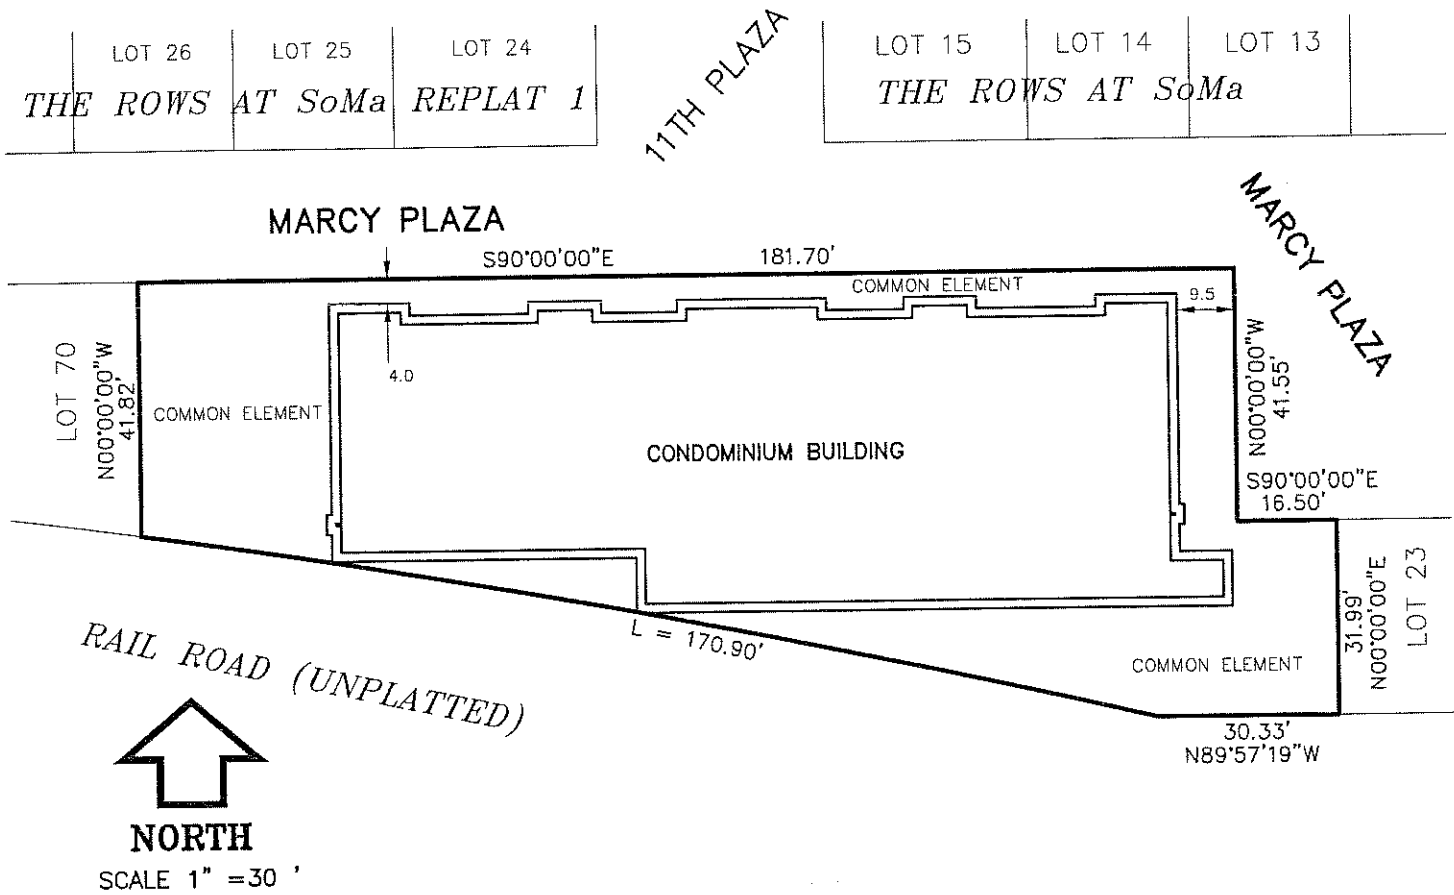 LOT 26
LOT 25
LOT 24
THE ROWS AT SoMa REPLAT 1
11TH PLAZA
LOT 15
LOT 14
LOT 13
THE ROWS AT SoMa
MARCY PLAZA
MARCY PLAZA
S90°00'00"E
181.70'
COMMON ELEMENT
9.5
4.0
LOT 70
N00°00'00"W
41.82'
COMMON ELEMENT
CONDOMINIUM BUILDING
N00°00'00"W
41.55'
S90°00'00"E
16.50'
31.99'
N00°00'00"E
LOT 23
L = 170.90'
COMMON ELEMENT
30.33'
N89°57'19"W
RAIL ROAD (UNPLATTED)
NORTH
SCALE 1" =30 '